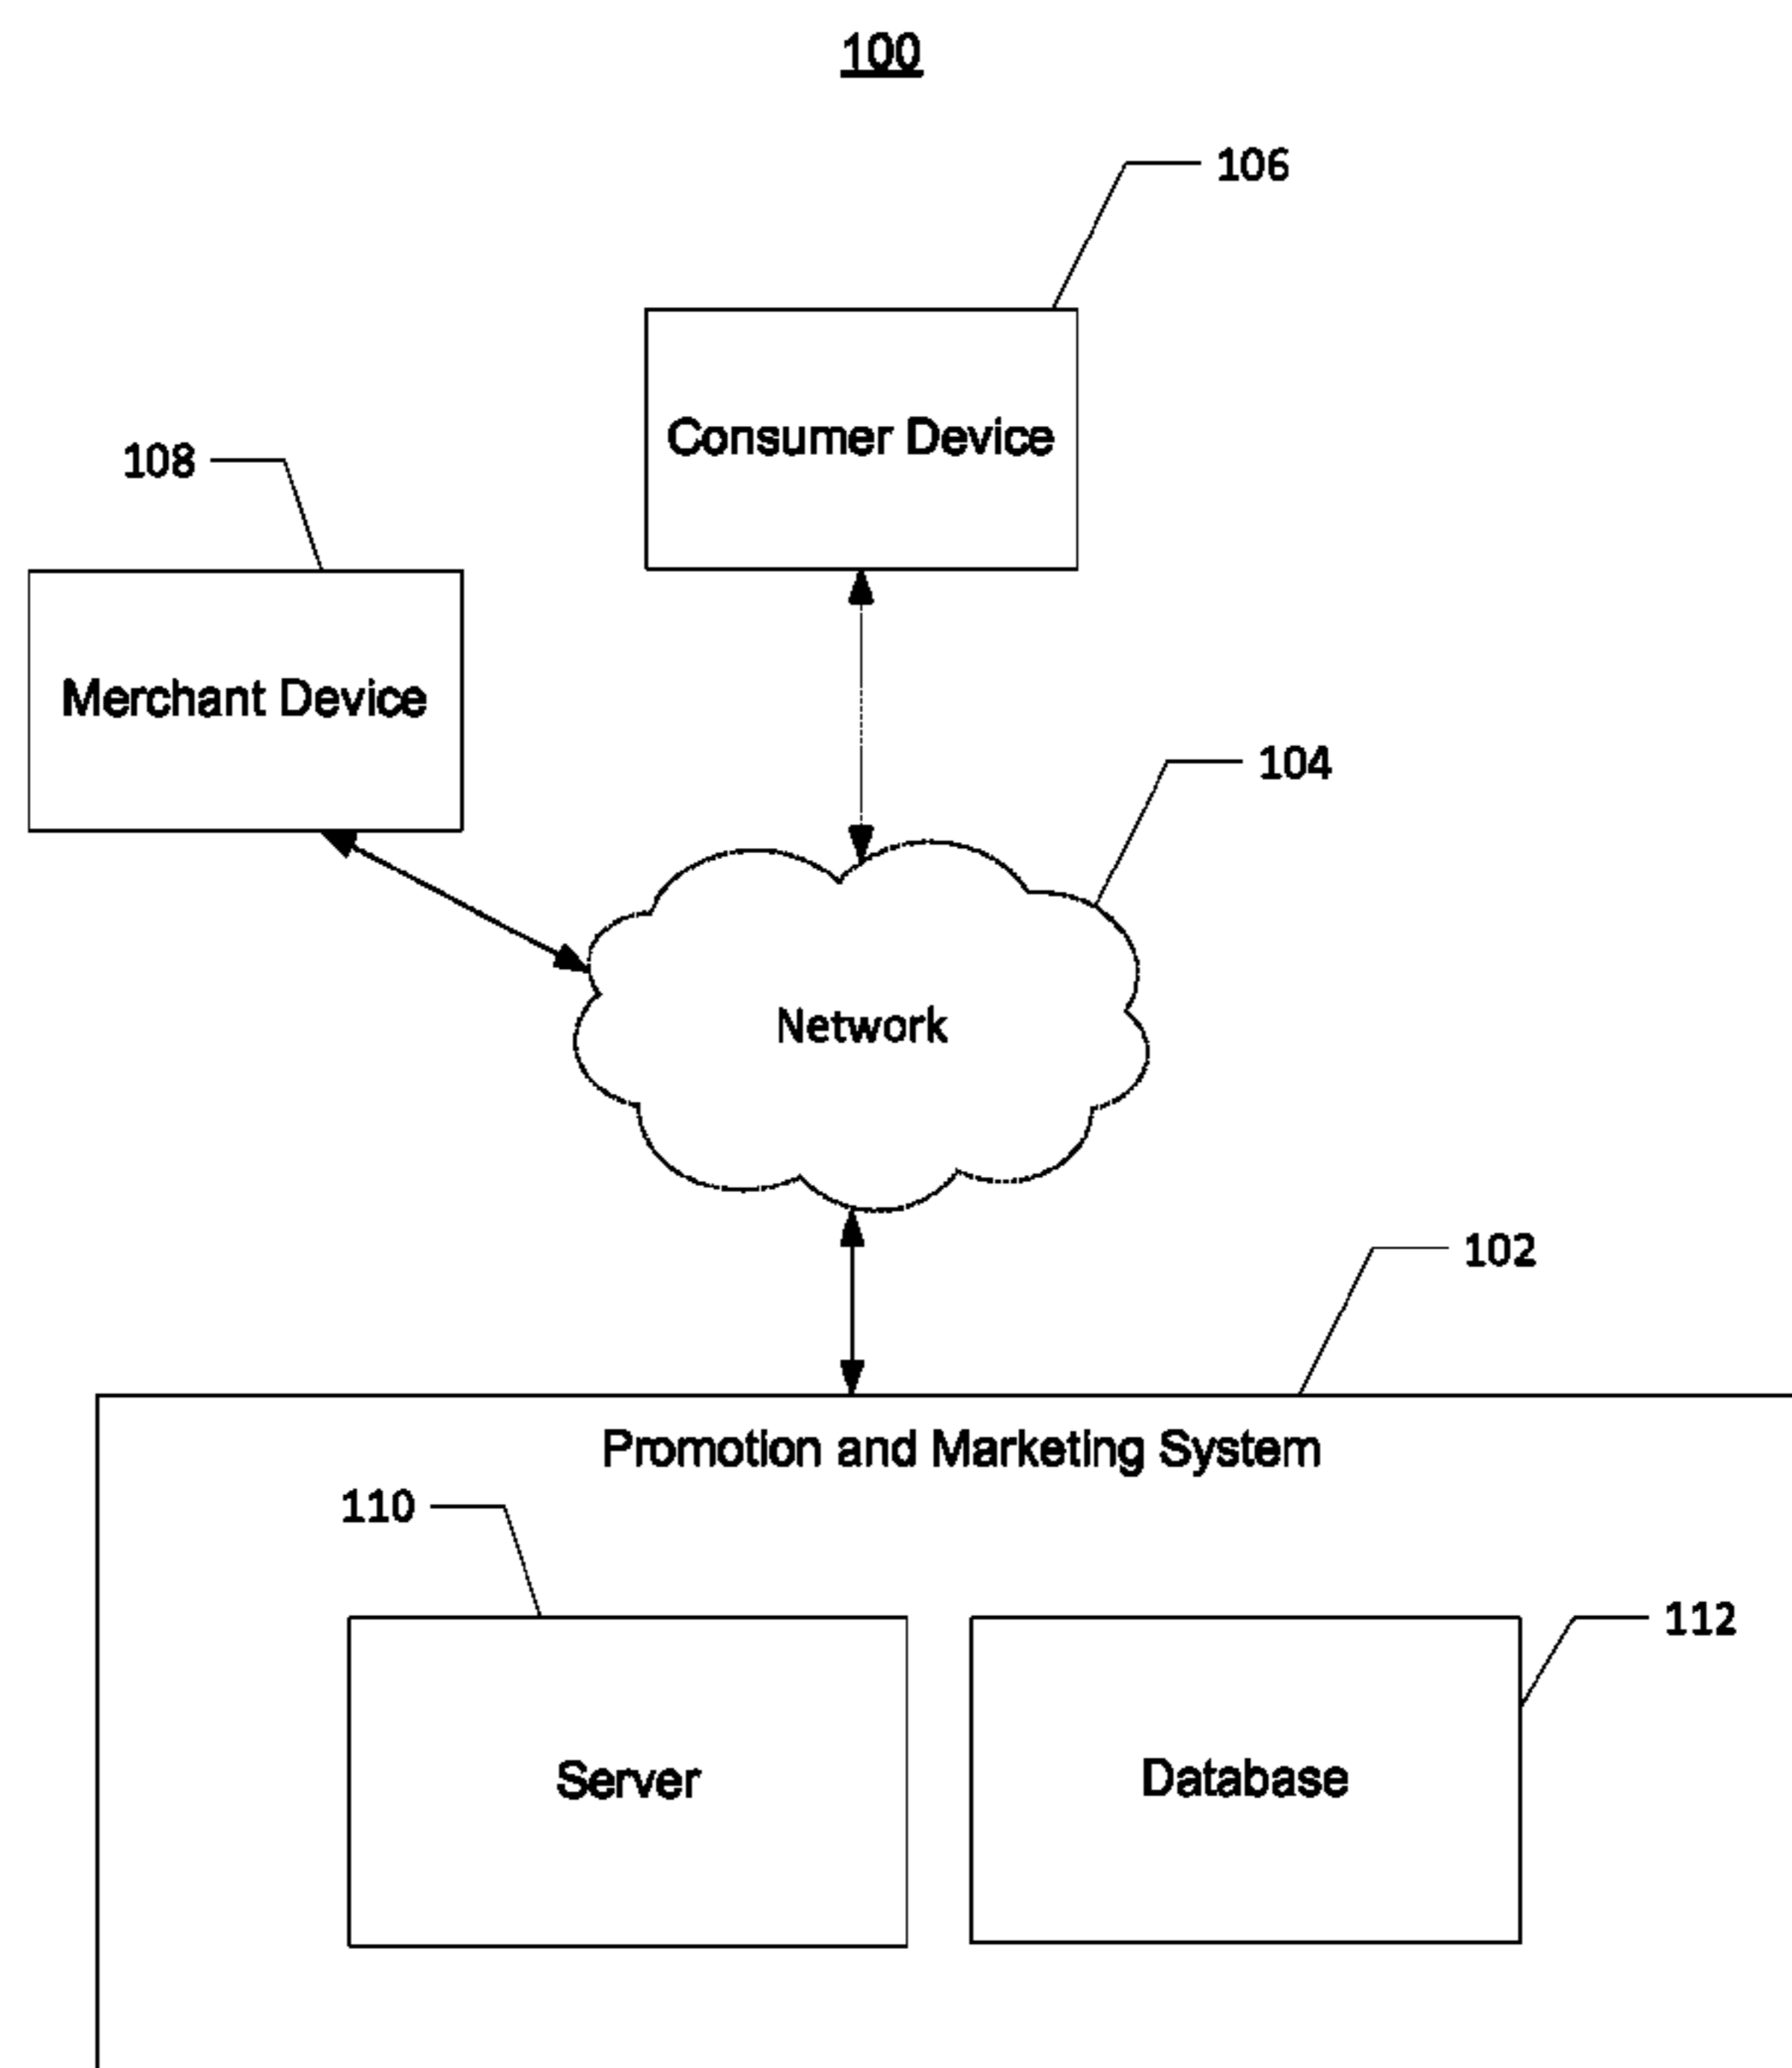 100
106
Consumer Device
108
Merchant Device
104
Network
102
Promotion and Marketing System
110
112
Server
Database